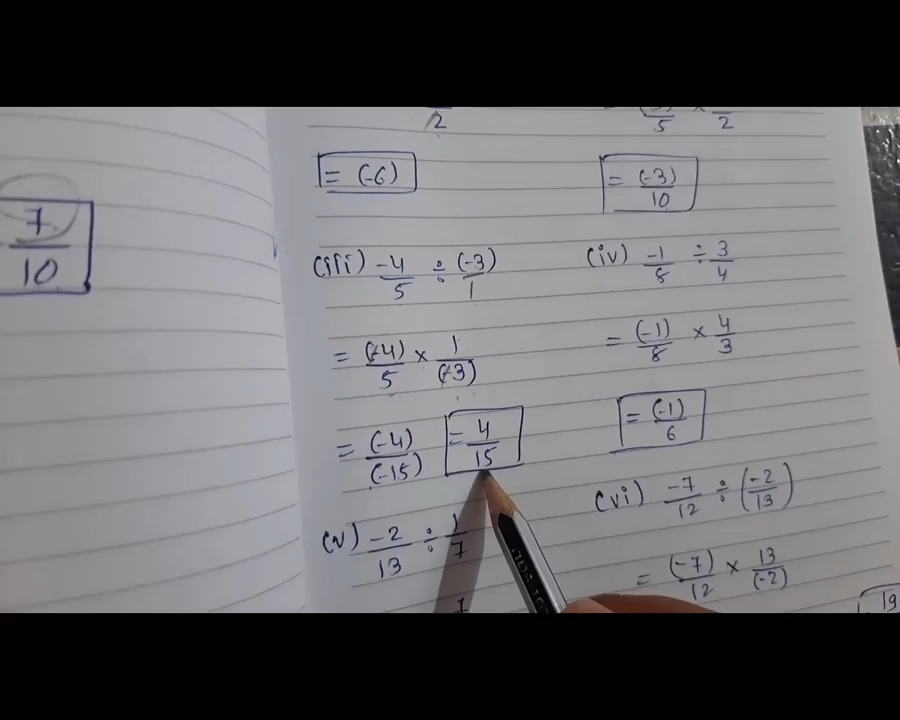 7/10
2
5 × 2
= (-6)
= (-3)/10
(iii) -4/5 ÷ (-3)/1
= (-4)/5 × 1/(-3)
= (-4)/(-15) = 4/15
(iv) -1/8 ÷ 3/4
= (-1)/8 × 4/3
= (-1)/6
(v) -2/13 ÷ 1/7
(vi) -7/12 ÷ (-2/13)
= (-7)/12 × 13/(-2)
19